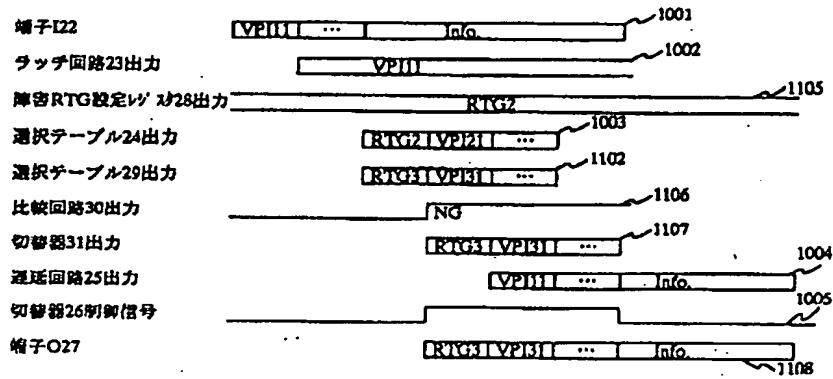 端子I22 VPI11 ... Info. 1001
ラッチ回路23出力 VPI11 1002
障害RTG設定レジスタ28出力 RTG2 1105
選択テーブル24出力 RTG2 VPI21 ... 1003
選択テーブル29出力 RTG3 VPI31 ... 1102
比較回路30出力 NG 1106
切替器31出力 RTG3 VPI31 ... 1107
遅延回路25出力 VPI11 ... Info. 1004
切替器26制御信号 1005
端子O27 RTG3 VPI31 ... Info. 1108